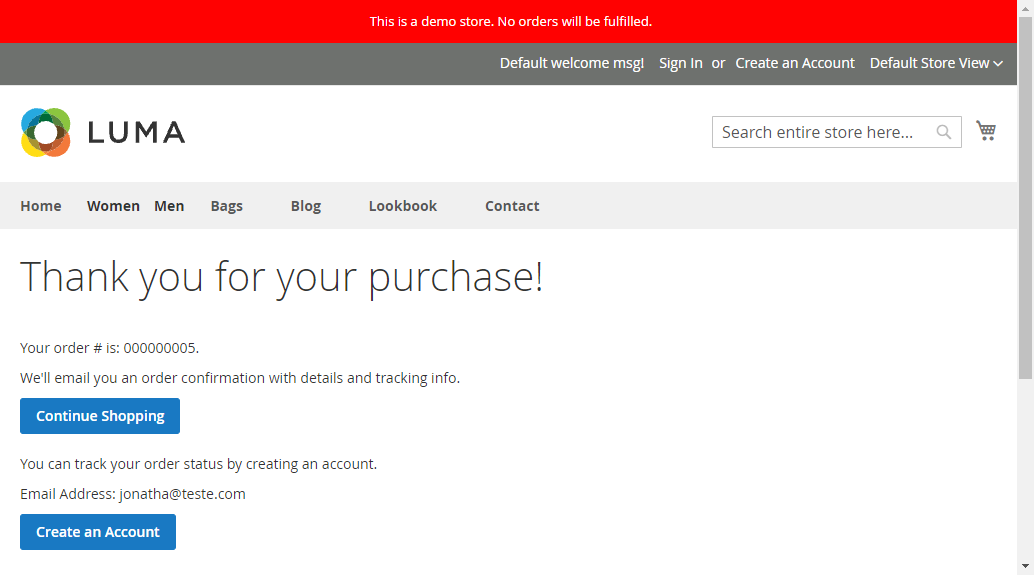 This is a demo store. No orders will be fulfilled.
Default welcome msg! Sign In or Create an Account Default Store View
LUMA
Search entire store here...
Home Women Men Bags Blog Lookbook Contact
Thank you for your purchase!
Your order # is: 000000005.
We'll email you an order confirmation with details and tracking info.
Continue Shopping
You can track your order status by creating an account.
Email Address: jonatha@teste.com
Create an Account